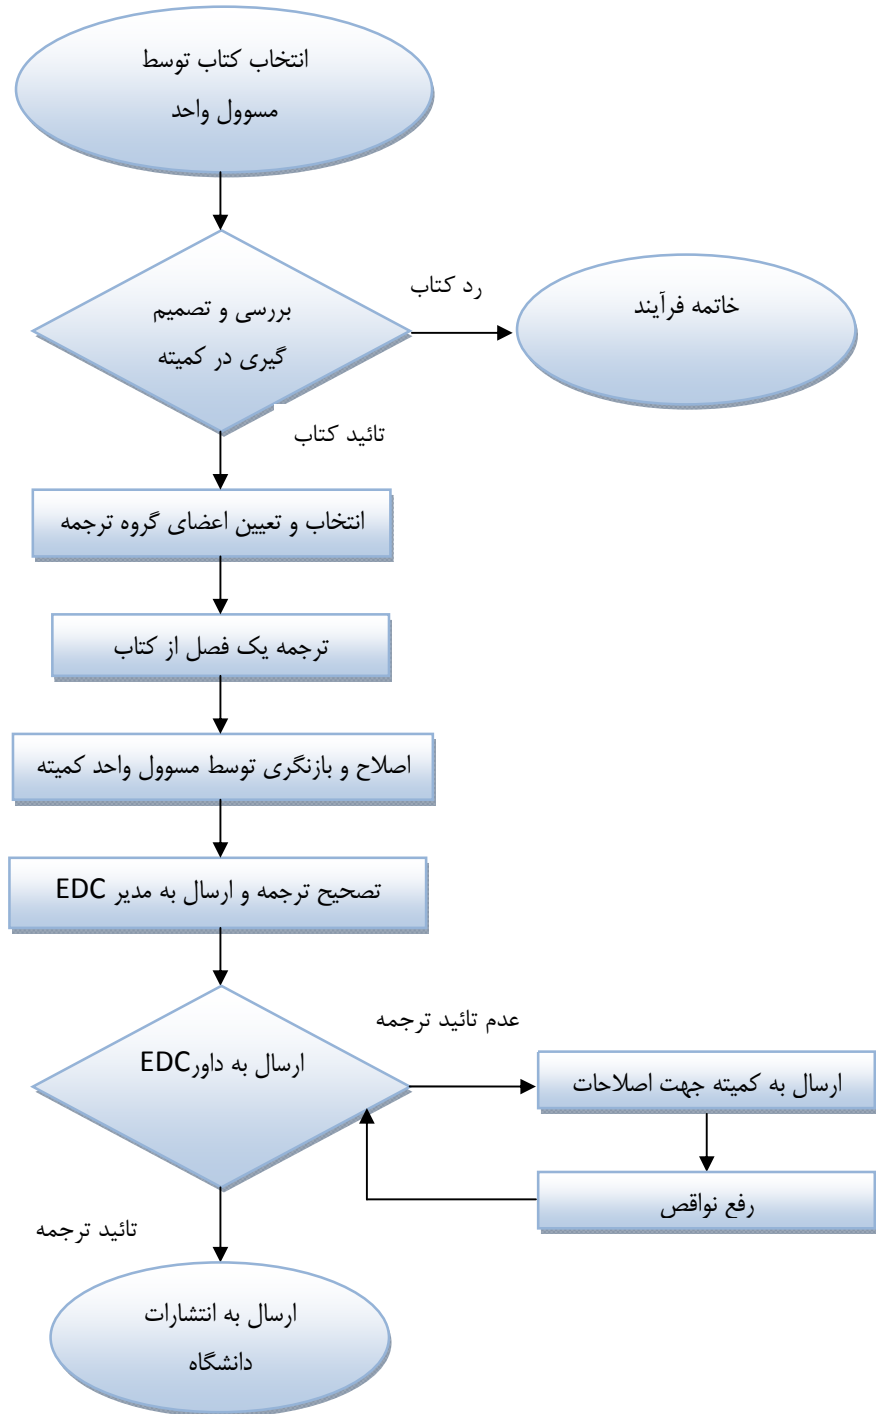 انتخاب کتاب توسط
مسوول واحد
بررسی و تصمیم
گیری در کمیته
رد کتاب
خاتمه فرآیند
تائید کتاب
انتخاب و تعیین اعضای گروه ترجمه
ترجمه یک فصل از کتاب
اصلاح و بازنگری توسط مسوول واحد کمیته
تصحیح ترجمه و ارسال به مدیر EDC
ارسال به داورEDC
عدم تائید ترجمه
ارسال به کمیته جهت اصلاحات
رفع نواقص
تائید ترجمه
ارسال به انتشارات
دانشگاه